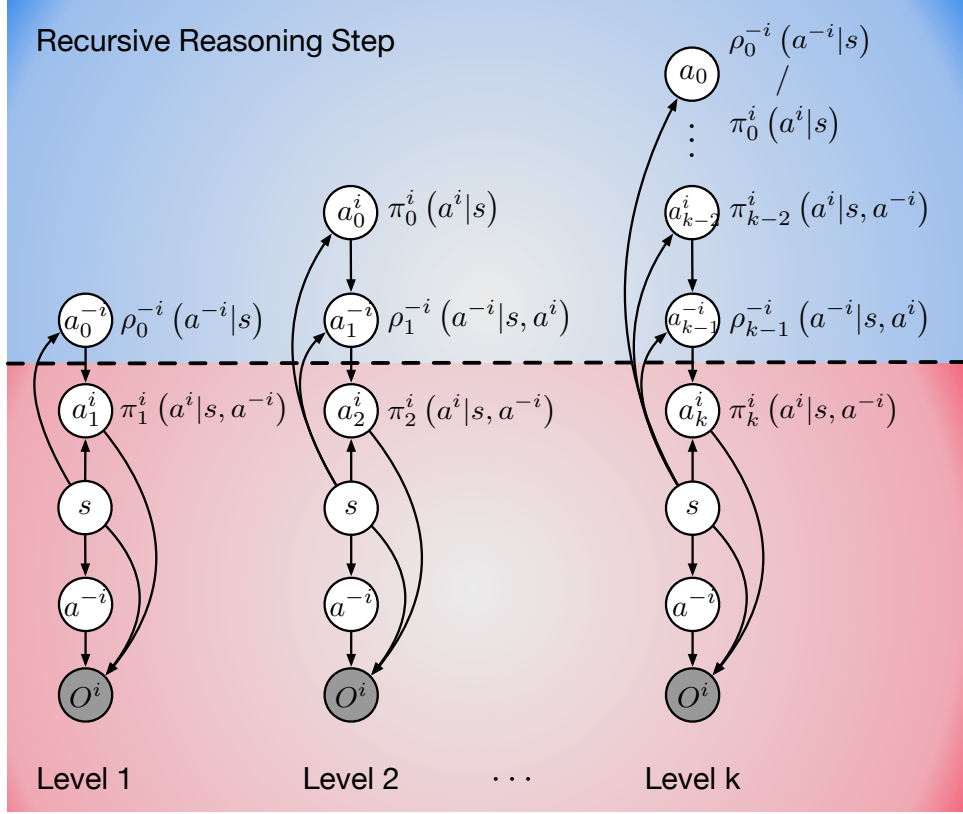 Recursive Reasoning Step
a_0 ρ_0^{-i} (a^{-i}|s)
/
⋮ π_0^i (a^i|s)
a_0^i π_0^i (a^i|s)
a_{k-2}^i π_{k-2}^i (a^i|s, a^{-i})
a_0^{-i} ρ_0^{-i} (a^{-i}|s)
a_1^{-i} ρ_1^{-i} (a^{-i}|s, a^i)
a_{k-1}^{-i} ρ_{k-1}^{-i} (a^{-i}|s, a^i)
a_1^i π_1^i (a^i|s, a^{-i})
a_2^i π_2^i (a^i|s, a^{-i})
a_k^i π_k^i (a^i|s, a^{-i})
s s s
a^{-i} a^{-i} a^{-i}
O^i O^i O^i
Level 1 Level 2 ⋯ Level k